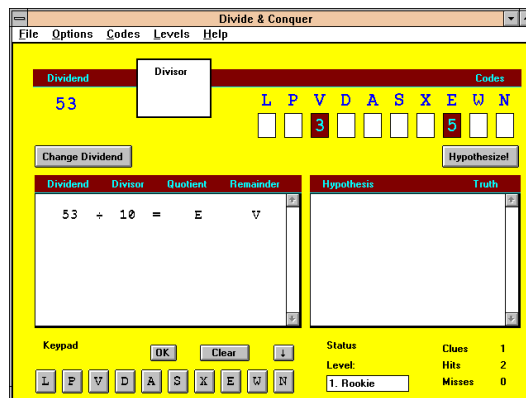 Divide & Conquer
File Options Codes Levels Help
Divisor
Dividend Codes
53 L P V D A S X E W N
3 5
Change Dividend Hypothesize!
Dividend Divisor Quotient Remainder Hypothesis Truth
53 ÷ 10 = E V
Keypad OK Clear ↓ Status Clues 1
Level: Hits 2
L P V D A S X E W N 1. Rookie Misses 0